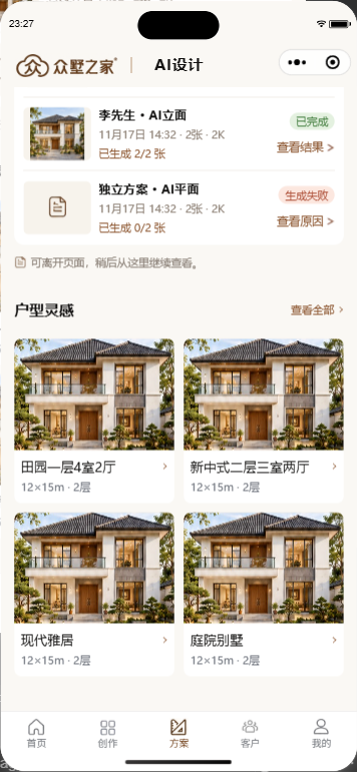 23:27
众墅之家 AI设计
李先生・AI立面
已完成
11月17日 14:32 · 2张 · 2K
已生成 2/2 张
查看结果 >
独立方案・AI平面
生成失败
11月17日 14:32 · 2张 · 2K
已生成 0/2 张
查看原因 >
可离开页面，稍后从这里继续查看。
户型灵感
查看全部 >
田园一层4室2厅 >
12×15m · 2层
新中式二层三室两厅 >
12×15m · 2层
现代雅居 >
12×15m · 2层
庭院别墅 >
12×15m · 2层
首页 创作 方案 客户 我的